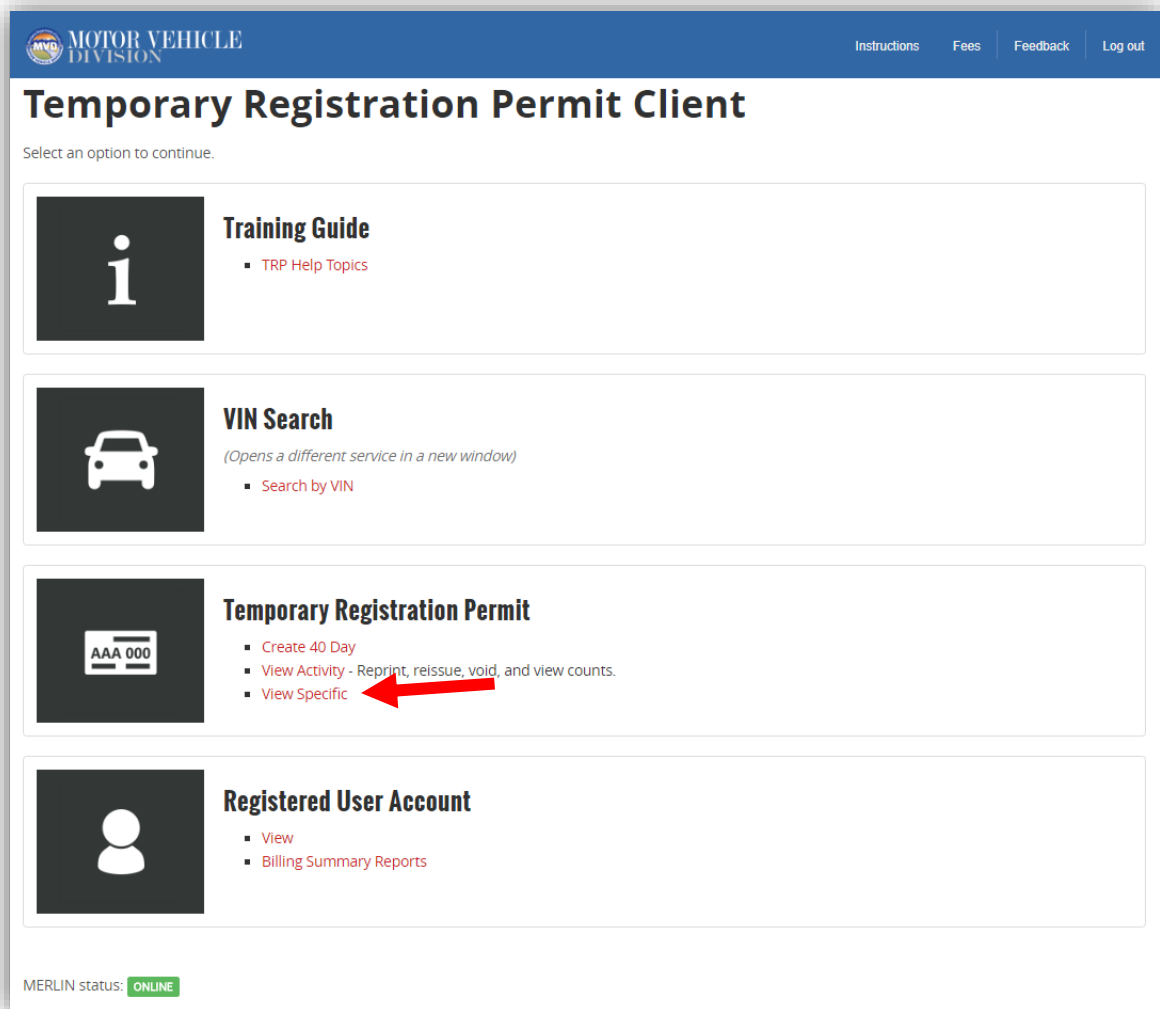 MVD MOTOR VEHICLE
DIVISION
Instructions Fees Feedback Log out
Temporary Registration Permit Client
Select an option to continue.
i
Training Guide
TRP Help Topics
VIN Search
(Opens a different service in a new window)
Search by VIN
AAA 000
Temporary Registration Permit
Create 40 Day
View Activity - Reprint, reissue, void, and view counts.
View Specific
Registered User Account
View
Billing Summary Reports
MERLIN status: ONLINE